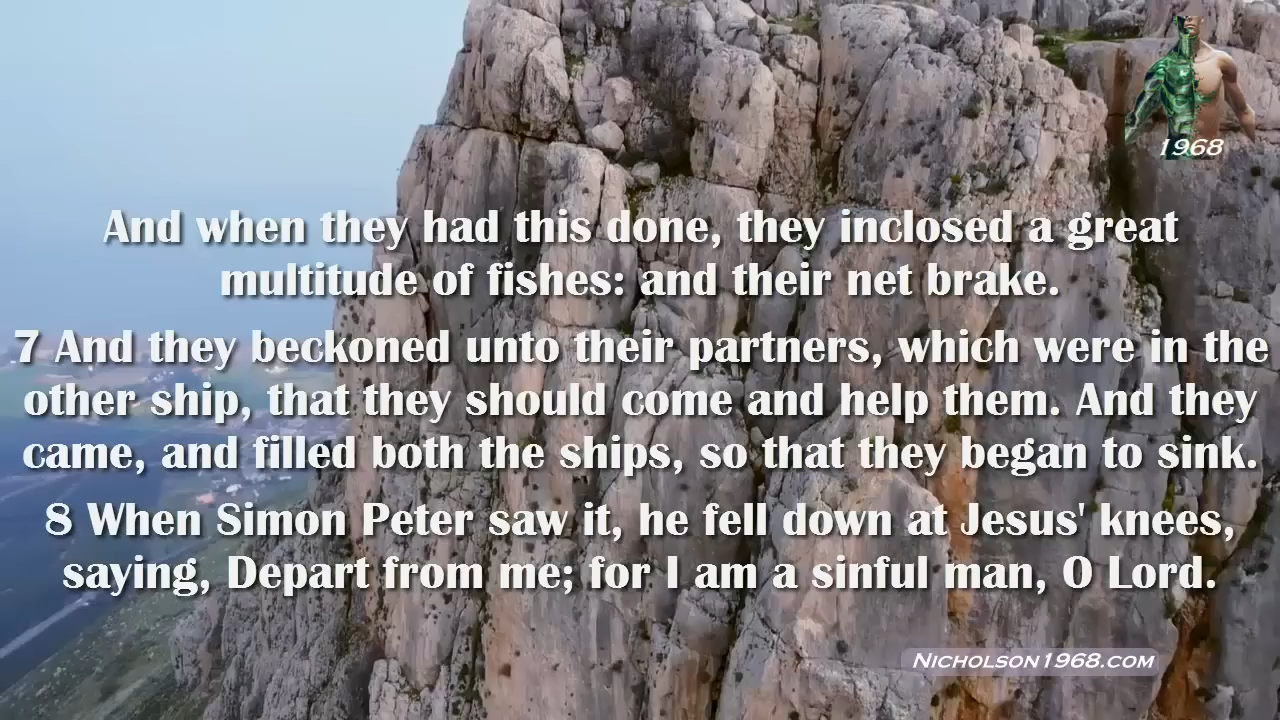 1968
And when they had this done, they inclosed a great
multitude of fishes: and their net brake.
7 And they beckoned unto their partners, which were in the
other ship, that they should come and help them. And they
came, and filled both the ships, so that they began to sink.
8 When Simon Peter saw it, he fell down at Jesus' knees,
saying, Depart from me; for I am a sinful man, O Lord.
Nicholson1968.com